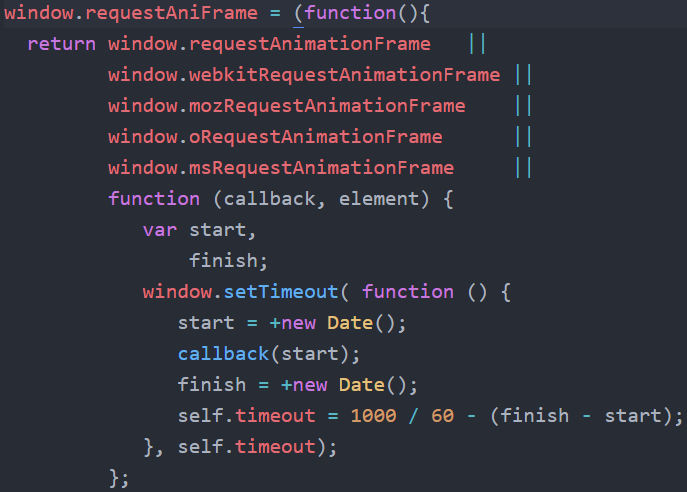 window.requestAniFrame = (function(){
return window.requestAnimationFrame ||
window.webkitRequestAnimationFrame ||
window.mozRequestAnimationFrame ||
window.oRequestAnimationFrame ||
window.msRequestAnimationFrame ||
function (callback, element) {
var start,
finish;
window.setTimeout( function () {
start = +new Date();
callback(start);
finish = +new Date();
self.timeout = 1000 / 60 - (finish - start);
}, self.timeout);
};